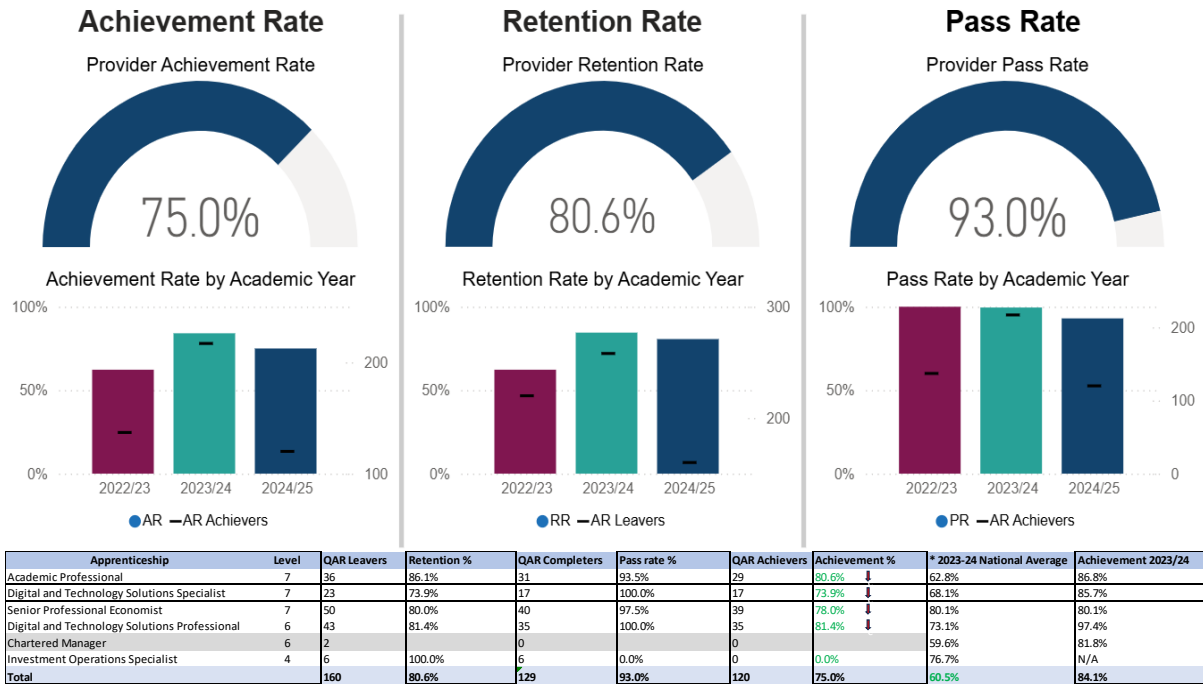 Achievement Rate
Retention Rate
Pass Rate
Provider Achievement Rate
Provider Retention Rate
Provider Pass Rate
75.0%
80.6%
93.0%
Achievement Rate by Academic Year
100%
50%
0%
200
100
2022/23 2023/24 2024/25
AR AR Achievers
Retention Rate by Academic Year
100%
50%
0%
300
200
2022/23 2023/24 2024/25
RR AR Leavers
Pass Rate by Academic Year
100%
50%
0%
200
100
0
2022/23 2023/24 2024/25
PR AR Achievers
Apprenticeship Level QAR Leavers Retention % QAR Completers Pass rate % QAR Achievers Achievement % * 2023-24 National Average Achievement 2023/24
Academic Professional 7 36 86.1% 31 93.5% 29 80.6% 62.8% 86.8%
Digital and Technology Solutions Specialist 7 23 73.9% 17 100.0% 17 73.9% 68.1% 85.7%
Senior Professional Economist 7 50 80.0% 40 97.5% 39 78.0% 80.1% 80.1%
Digital and Technology Solutions Professional 6 43 81.4% 35 100.0% 35 81.4% 73.1% 97.4%
Chartered Manager 6 2 0 0 59.6% 81.8%
Investment Operations Specialist 4 6 100.0% 6 0.0% 0 0.0% 76.7% N/A
Total 160 80.6% 129 93.0% 120 75.0% 60.5% 84.1%